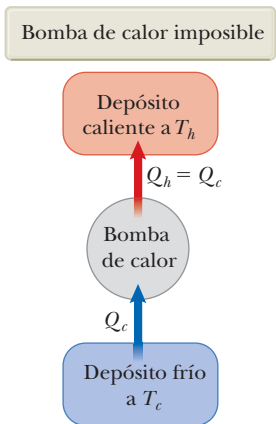 Bomba de calor imposible
Depósito
caliente a T_h
Q_h = Q_c
Bomba
de calor
Q_c
Depósito frío
a T_c